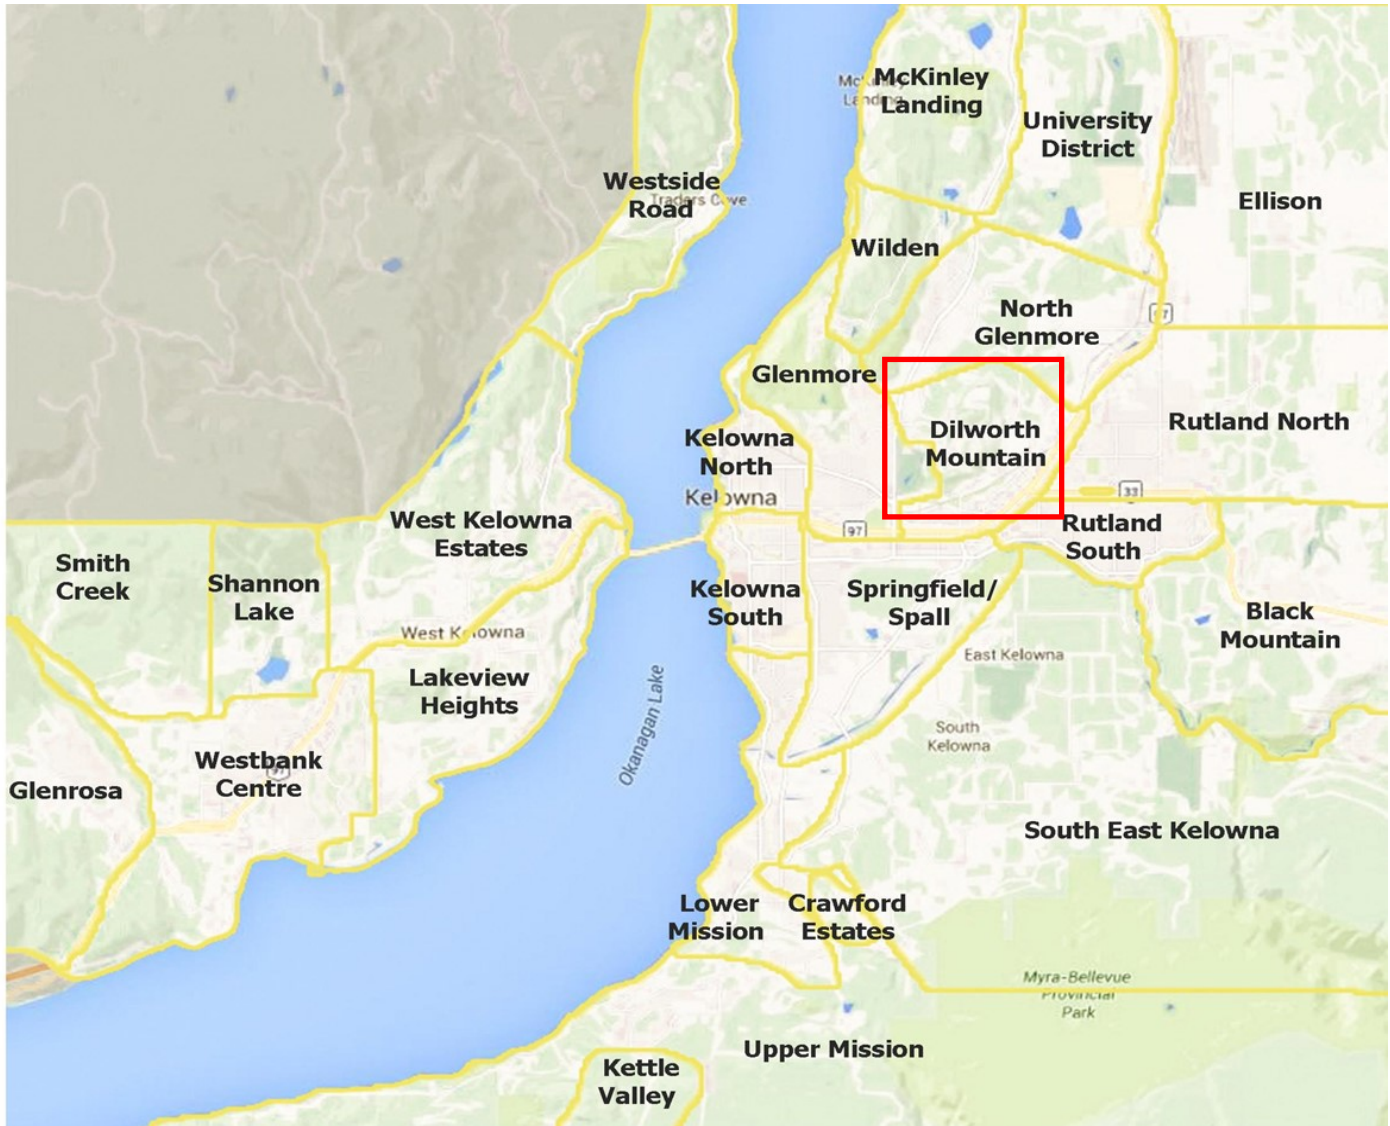 McKinley
Landing
University
District
Westside
Road
Ellison
Wilden
North
Glenmore
Glenmore
Rutland North
Dilworth
Mountain
Kelowna
North
Kelowna
33
97
West Kelowna
Estates
Rutland
South
Smith
Creek
Shannon
Lake
Kelowna
South
Springfield/
Spall
Black
Mountain
West Kelowna
East Kelowna
Lakeview
Heights
Okanagan Lake
South
Kelowna
Westbank
Centre
97
Glenrosa
South East Kelowna
Lower
Mission
Crawford
Estates
Myra-Bellevue
Provincial
Park
Upper Mission
Kettle
Valley